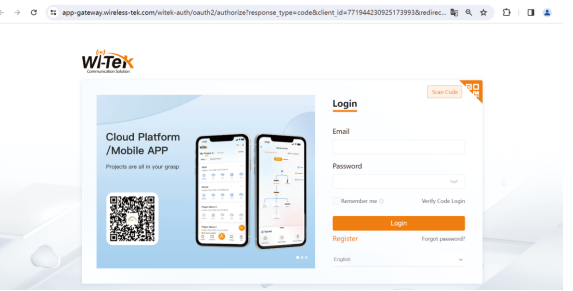 app-gateway.wireless-tek.com/witek-auth/oauth2/authorize?response_type=code&client_id=771944230925173993&redirec...
Wi-Tek
Communication Solution
Scan Code
Login
Cloud Platform
/Mobile APP
Projects are all in your grasp
Email
Password
Remember me
Verify Code Login
Login
Register
Forgot password?
English